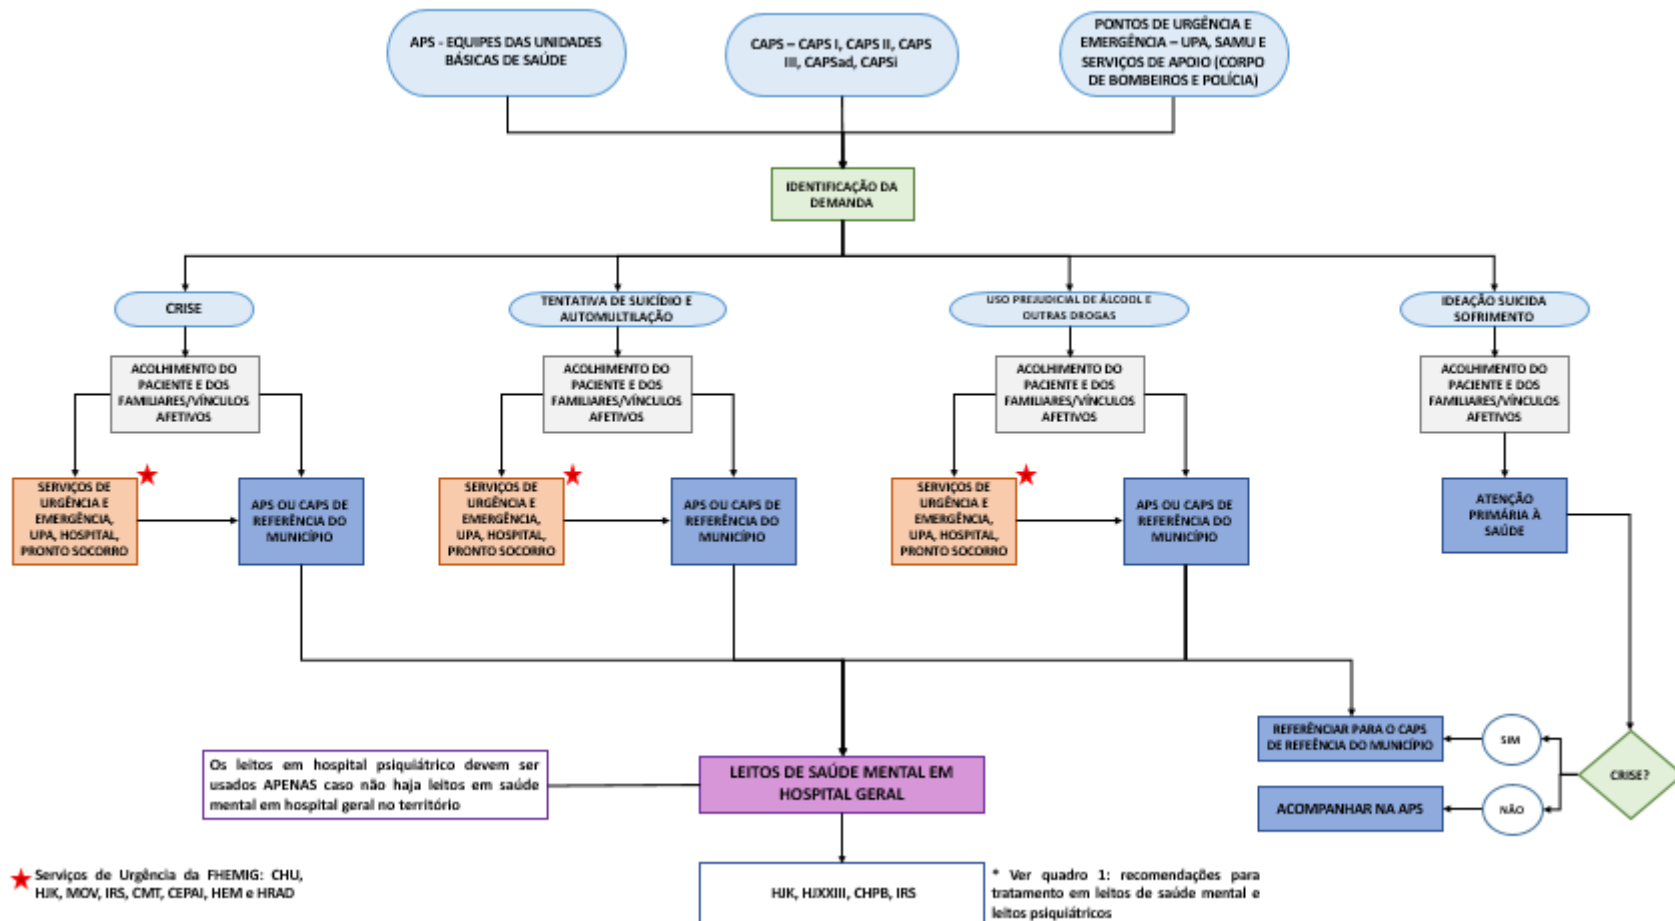 APS - EQUIPES DAS UNIDADES
BÁSICAS DE SAÚDE
CAPS – CAPS I, CAPS II, CAPS
III, CAPSad, CAPSi
PONTOS DE URGÊNCIA E
EMERGÊNCIA – UPA, SAMU E
SERVIÇOS DE APOIO (CORPO
DE BOMBEIROS E POLÍCIA)
IDENTIFICAÇÃO DA
DEMANDA
CRISE
TENTATIVA DE SUICÍDIO E
AUTOMULTILAÇÃO
USO PREJUDICIAL DE ÁLCOOL E
OUTRAS DROGAS
IDEAÇÃO SUICIDA
SOFRIMENTO
ACOLHIMENTO DO
PACIENTE E DOS
FAMILIARES/VÍNCULOS
AFETIVOS
ACOLHIMENTO DO
PACIENTE E DOS
FAMILIARES/VÍNCULOS
AFETIVOS
ACOLHIMENTO DO
PACIENTE E DOS
FAMILIARES/VÍNCULOS
AFETIVOS
ACOLHIMENTO DO
PACIENTE E DOS
FAMILIARES/VÍNCULOS
AFETIVOS
SERVIÇOS DE
URGÊNCIA E
EMERGÊNCIA,
UPA, HOSPITAL,
PRONTO SOCORRO
APS OU CAPS DE
REFERÊNCIA DO
MUNICÍPIO
SERVIÇOS DE
URGÊNCIA E
EMERGÊNCIA,
UPA, HOSPITAL,
PRONTO SOCORRO
APS OU CAPS DE
REFERÊNCIA DO
MUNICÍPIO
SERVIÇOS DE
URGÊNCIA E
EMERGÊNCIA,
UPA, HOSPITAL,
PRONTO SOCORRO
APS OU CAPS DE
REFERÊNCIA DO
MUNICÍPIO
ATENÇÃO
PRIMÁRIA À
SAÚDE
REFERÊNCIAR PARA O CAPS
DE REFEÊNCIA DO MUNICÍPIO
SIM
CRISE?
ACOMPANHAR NA APS
NÃO
Os leitos em hospital psiquiátrico devem ser
usados APENAS caso não haja leitos em saúde
mental em hospital geral no território
LEITOS DE SAÚDE MENTAL EM
HOSPITAL GERAL
Serviços de Urgência da FHEMIG: CHU,
HJK, MOV, IRS, CMT, CEPAI, HEM e HRAD
HJK, HJXXIII, CHPB, IRS
* Ver quadro 1: recomendações para
tratamento em leitos de saúde mental e
leitos psiquiátricos